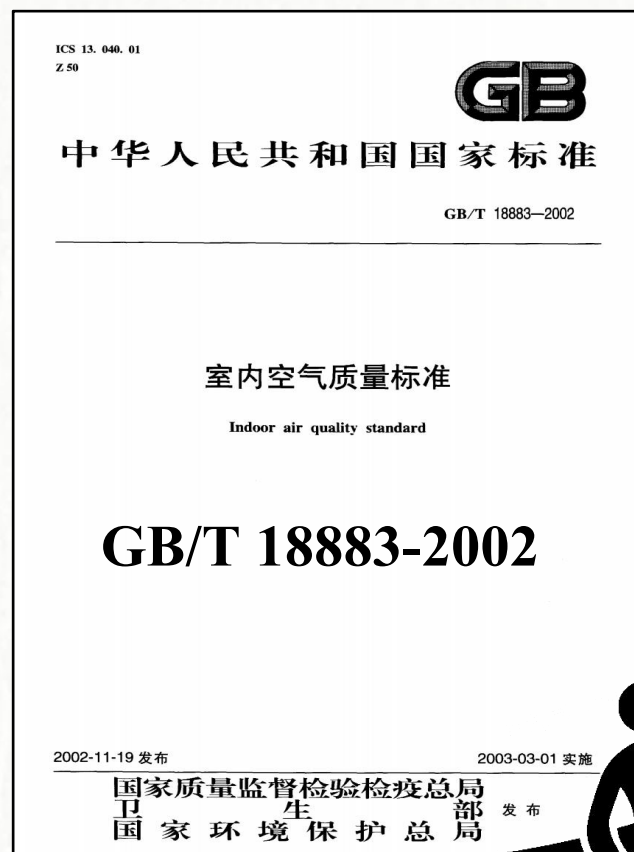 ICS 13. 040. 01
Z 50
GB
中华人民共和国国家标准
GB/T 18883—2002
室内空气质量标准
Indoor air quality standard
GB/T 18883-2002
2002-11-19 发布
2003-03-01 实施
国家质量监督检验检疫总局
卫生部 发布
国家环境保护总局